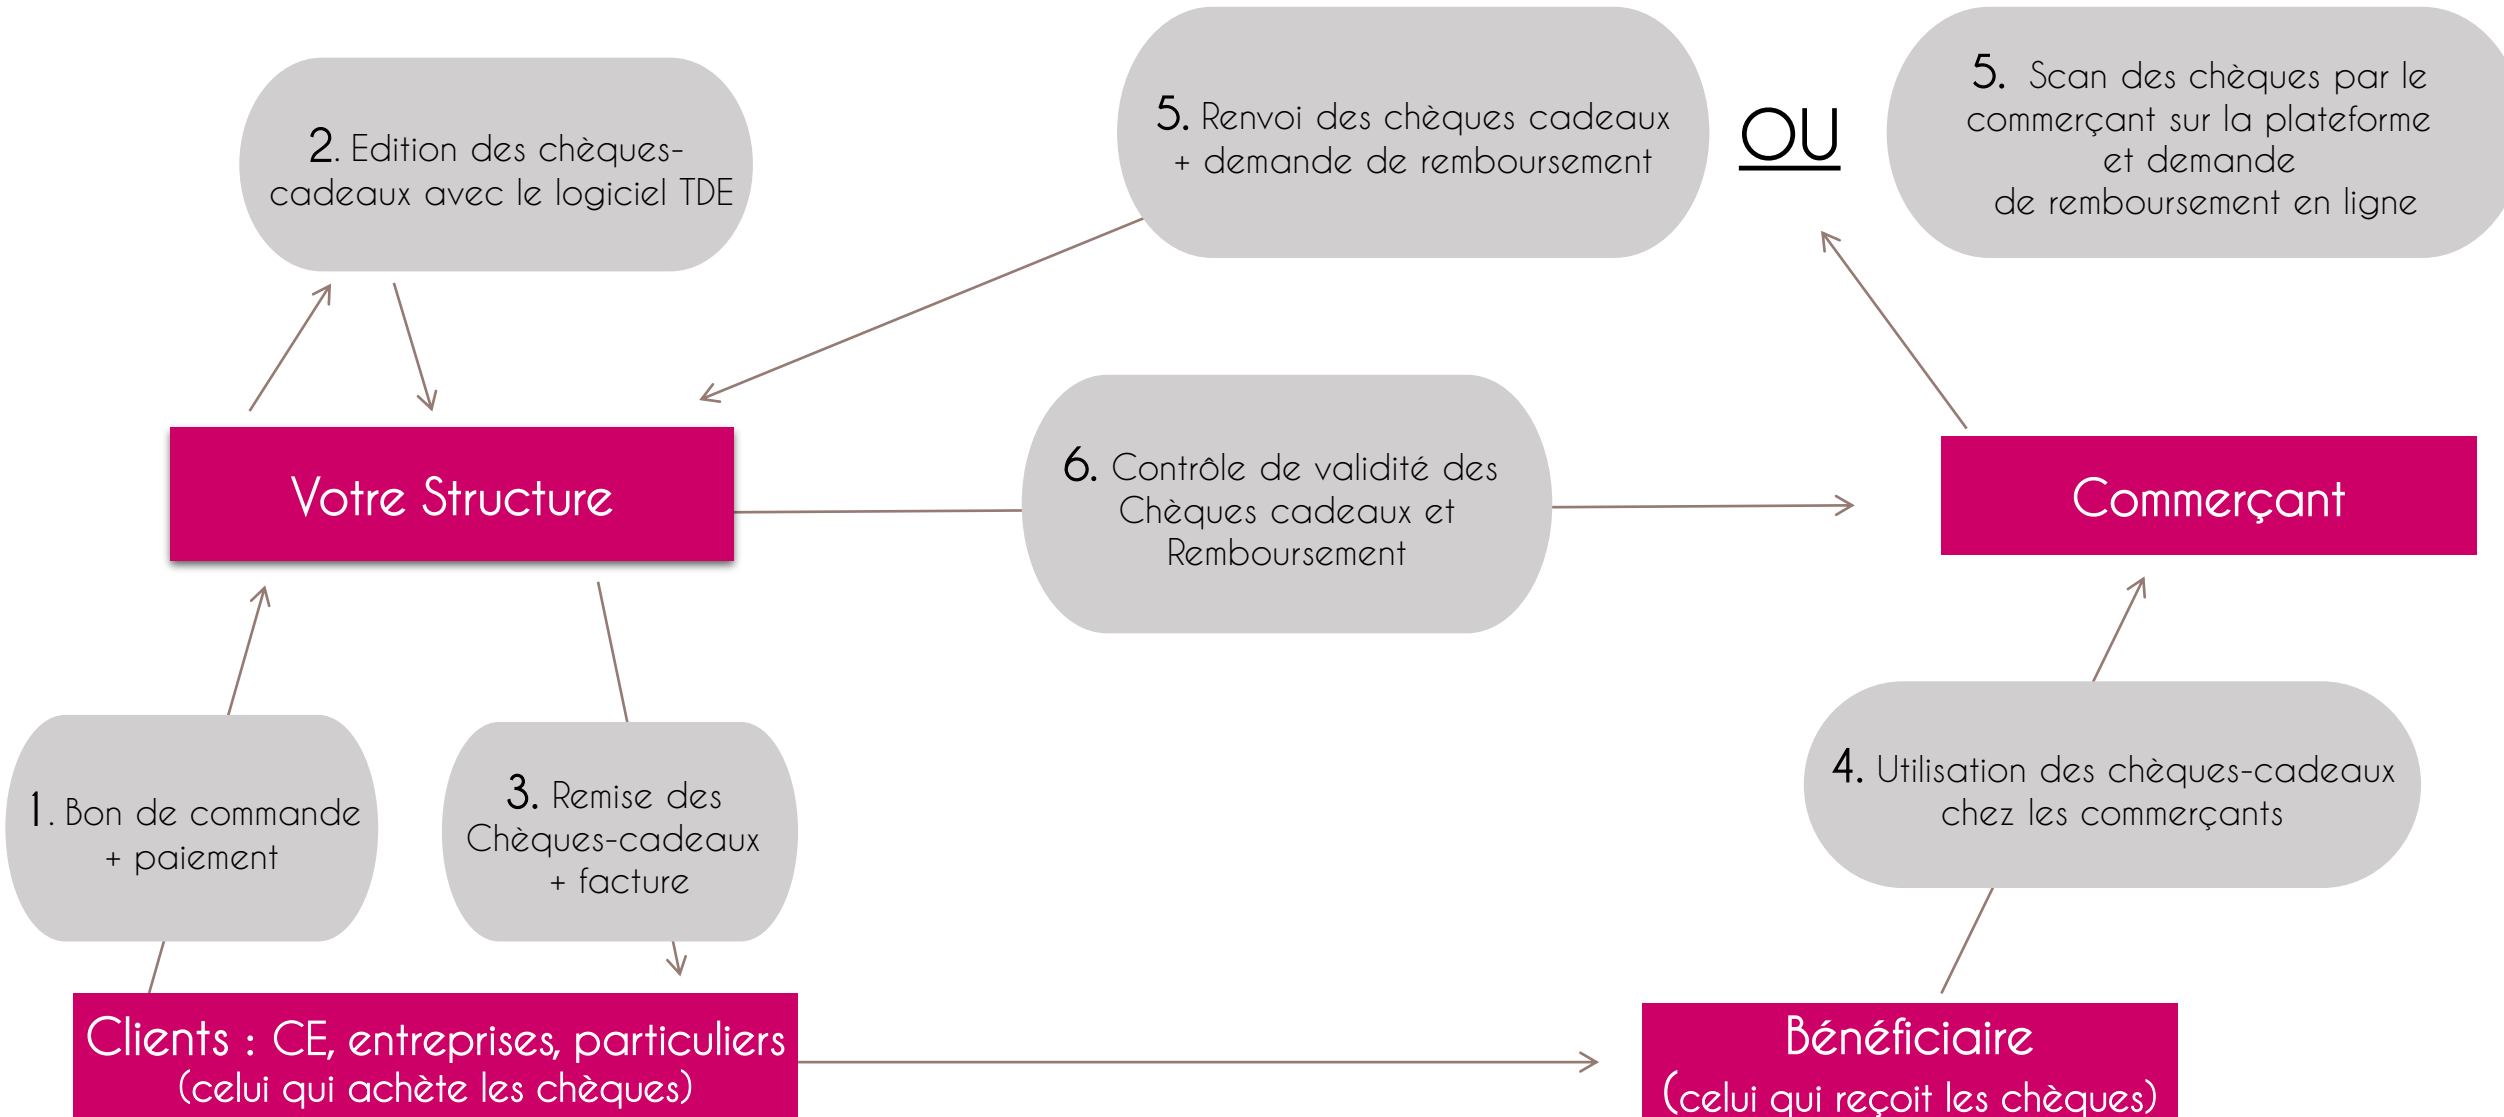 2. Edition des chèques-
cadeaux avec le logiciel TDE
5. Renvoi des chèques cadeaux
+ demande de remboursement
OU
5. Scan des chèques par le
commerçant sur la plateforme
et demande
de remboursement en ligne
Votre Structure
6. Contrôle de validité des
Chèques cadeaux et
Remboursement
Commerçant
1. Bon de commande
+ paiement
3. Remise des
Chèques-cadeaux
+ facture
4. Utilisation des chèques-cadeaux
chez les commerçants
Clients : CE, entreprises, particuliers
(celui qui achète les chèques)
Bénéficiaire
(celui qui reçoit les chèques)